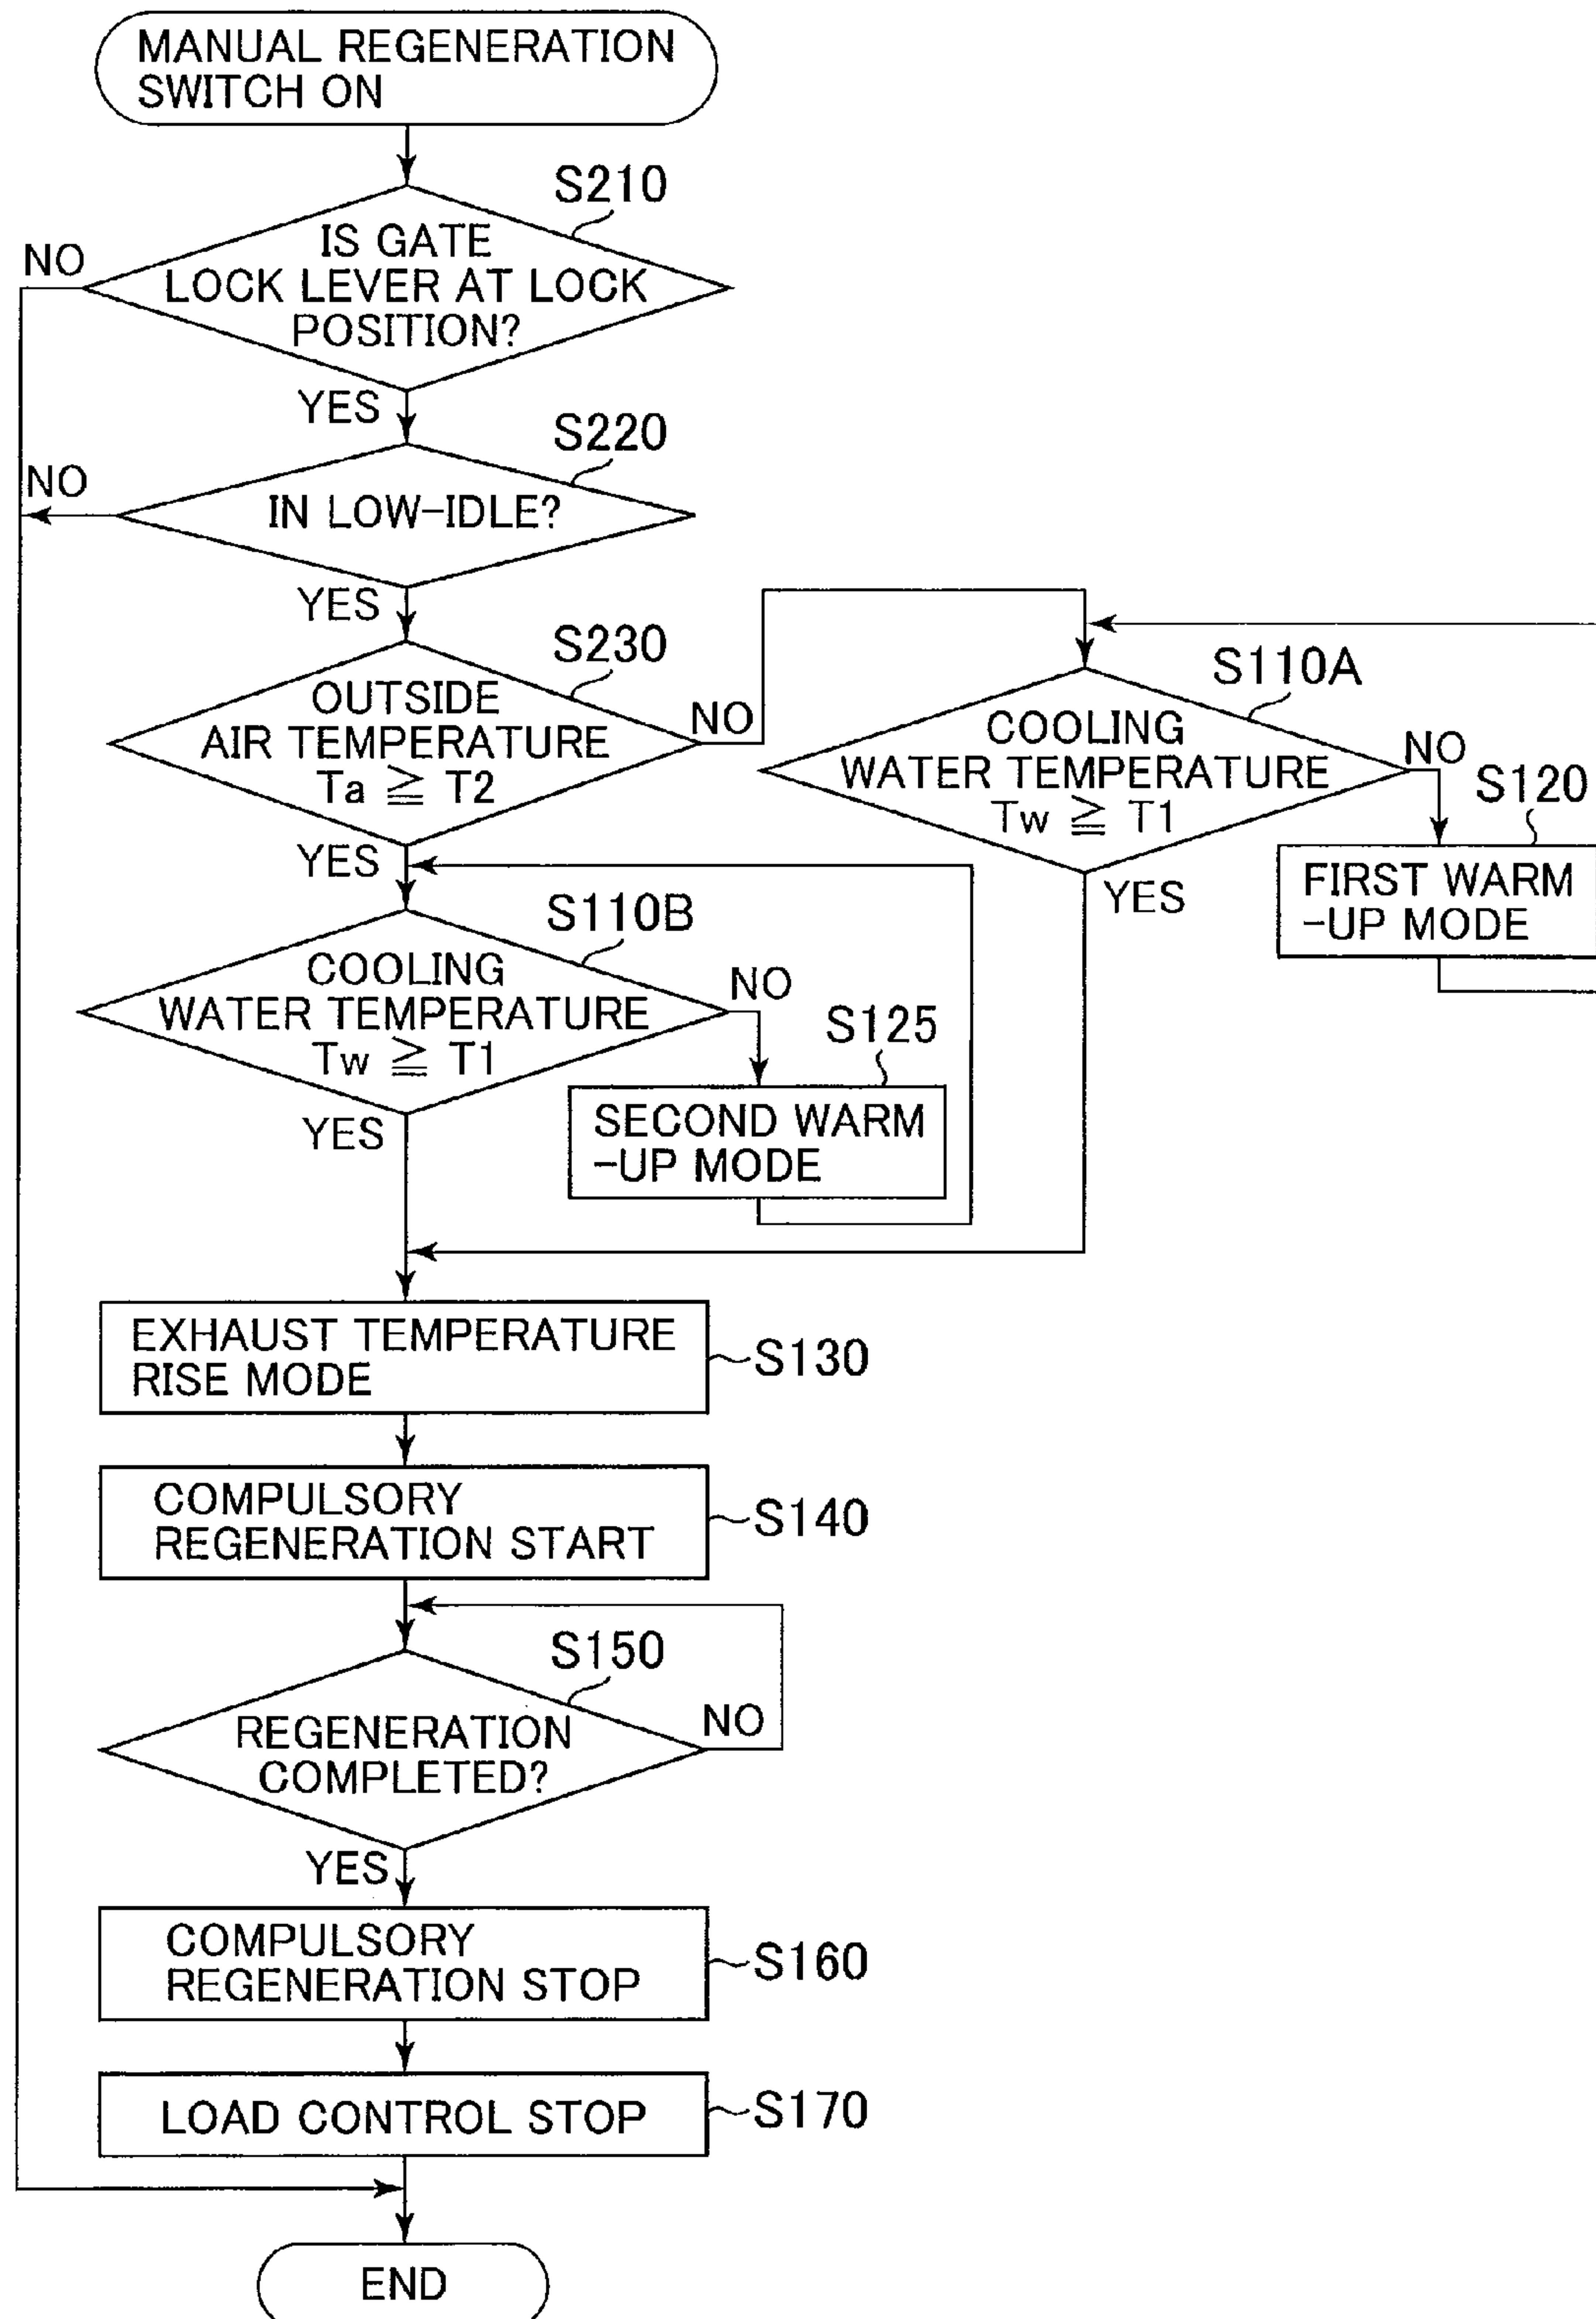 MANUAL REGENERATION
SWITCH ON
S210
IS GATE
LOCK LEVER AT LOCK
POSITION?
NO
YES
S220
NO
IN LOW-IDLE?
YES
S230
OUTSIDE
AIR TEMPERATURE
Ta ≧ T2
NO
YES
S110A
COOLING
WATER TEMPERATURE
Tw ≧ T1
NO
YES
S120
FIRST WARM
-UP MODE
S110B
COOLING
WATER TEMPERATURE
Tw ≧ T1
NO
YES
S125
SECOND WARM
-UP MODE
EXHAUST TEMPERATURE
RISE MODE
S130
COMPULSORY
REGENERATION START
S140
S150
REGENERATION
COMPLETED?
NO
YES
COMPULSORY
REGENERATION STOP
S160
LOAD CONTROL STOP
S170
END